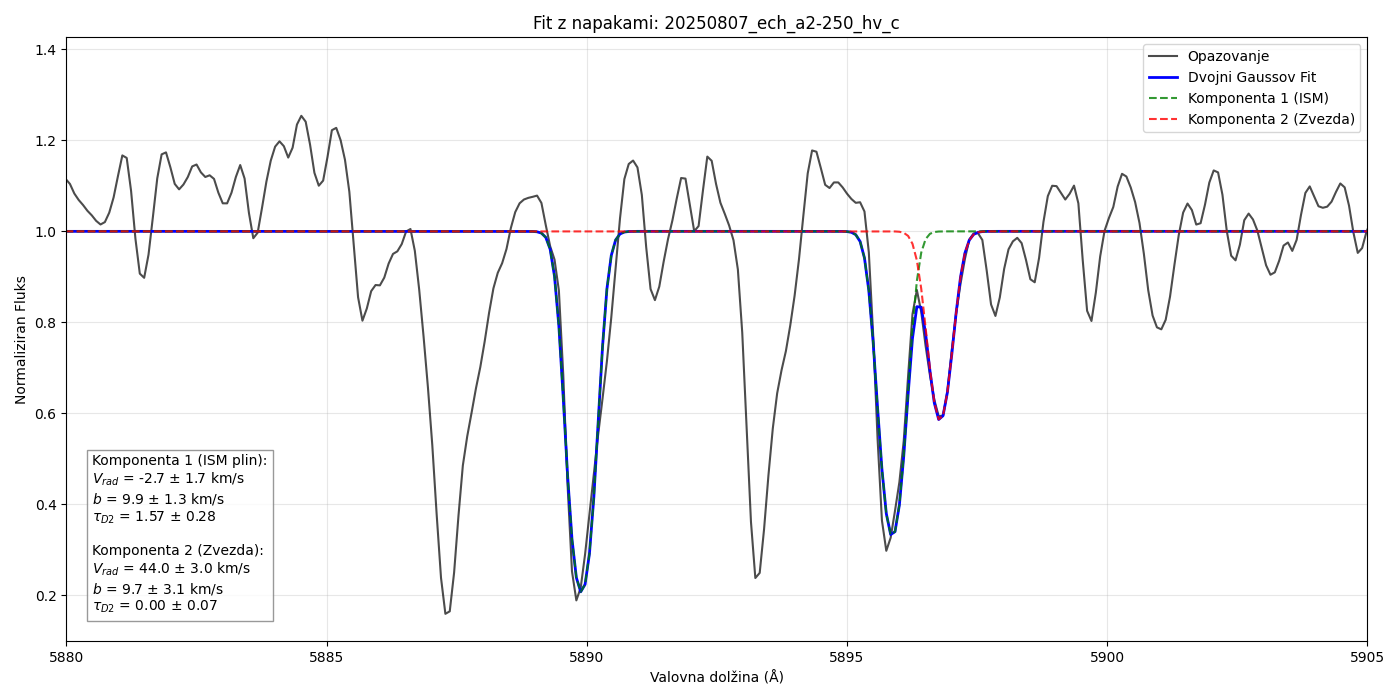 Fit z napakami: 20250807_ech_a2-250_hv_c
Normaliziran Fluks
1.4
1.2
1.0
0.8
0.6
0.4
0.2
Opazovanje
Dvojni Gaussov Fit
Komponenta 1 (ISM)
Komponenta 2 (Zvezda)
Komponenta 1 (ISM plin):
V_rad = -2.7 ± 1.7 km/s
b = 9.9 ± 1.3 km/s
τ_D2 = 1.57 ± 0.28
Komponenta 2 (Zvezda):
V_rad = 44.0 ± 3.0 km/s
b = 9.7 ± 3.1 km/s
τ_D2 = 0.00 ± 0.07
5880 5885 5890 5895 5900 5905
Valovna dolžina (Å)